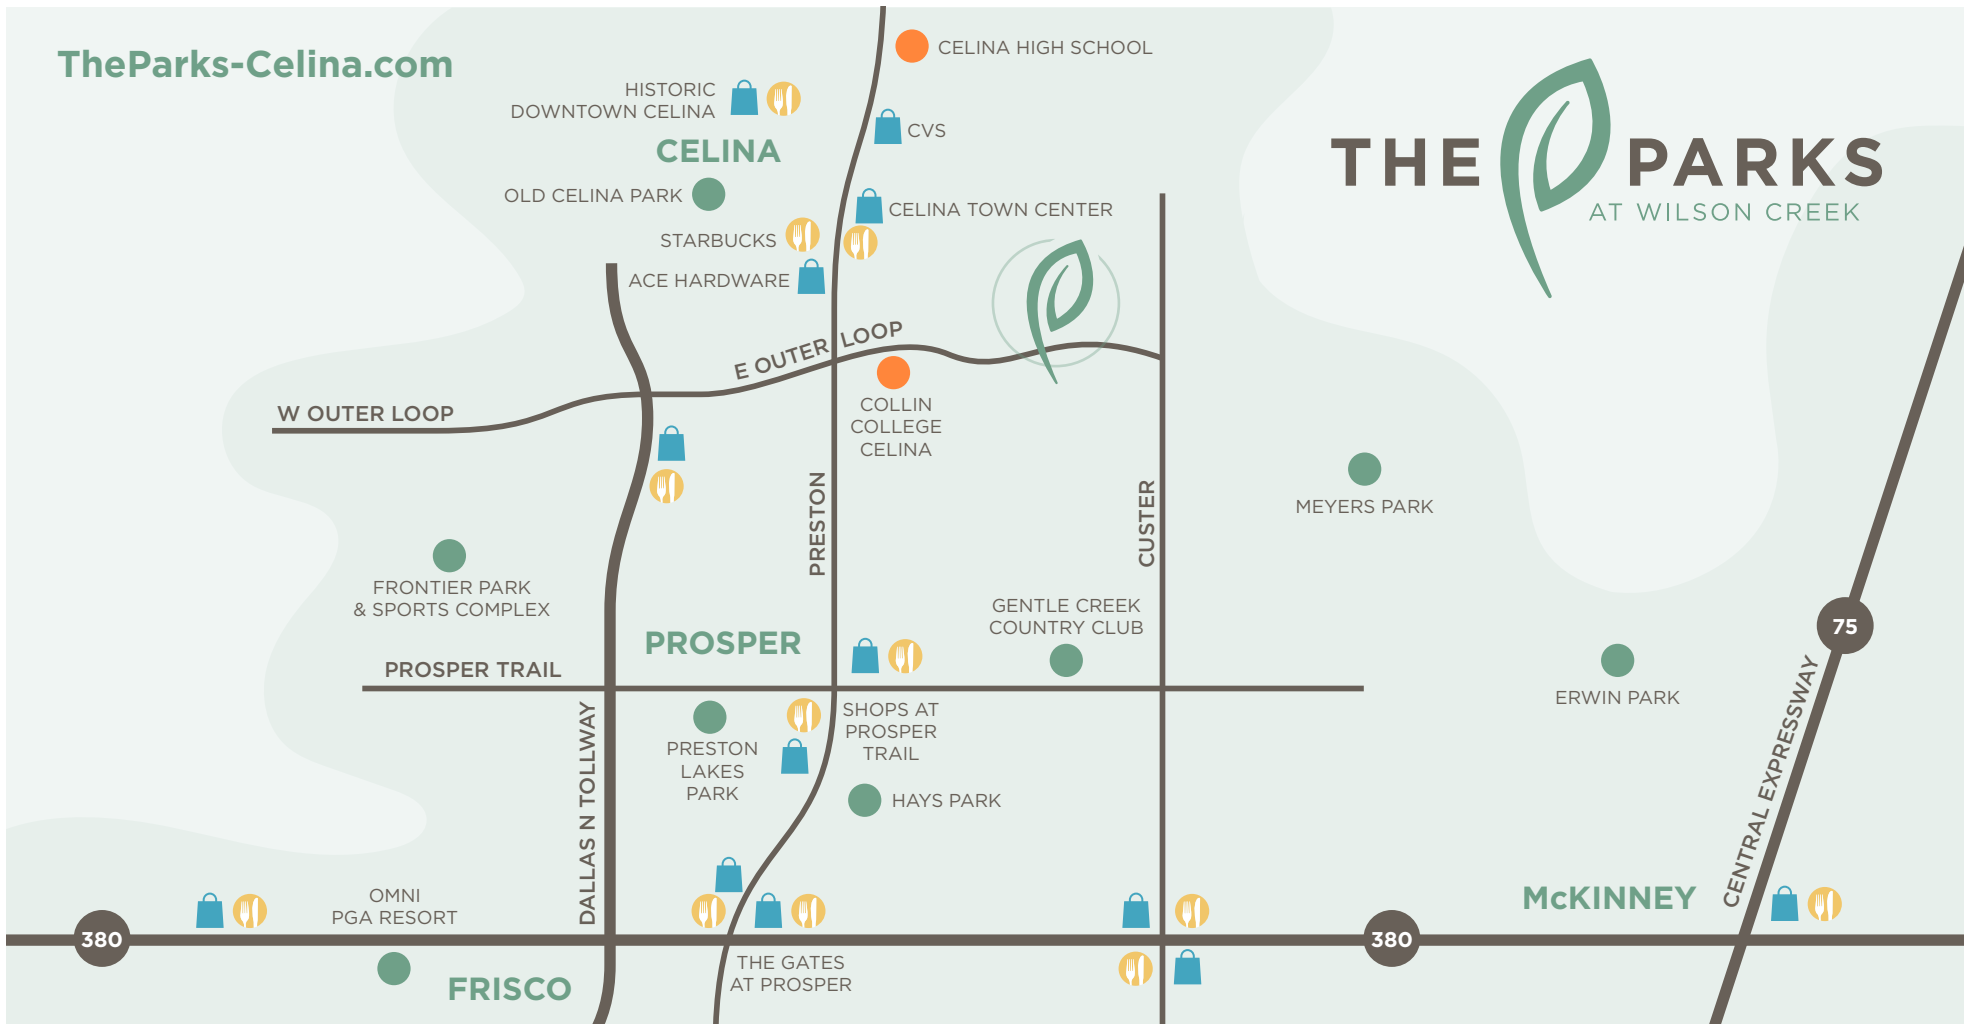 TheParks-Celina.com
CELINA HIGH SCHOOL
HISTORIC
DOWNTOWN CELINA
CVS
CELINA
THE PARKS
AT WILSON CREEK
OLD CELINA PARK
CELINA TOWN CENTER
STARBUCKS
ACE HARDWARE
E OUTER LOOP
W OUTER LOOP
COLLIN
COLLEGE
CELINA
PRESTON
CUSTER
MEYERS PARK
FRONTIER PARK
& SPORTS COMPLEX
GENTLE CREEK
COUNTRY CLUB
75
PROSPER
PROSPER TRAIL
ERWIN PARK
CENTRAL EXPRESSWAY
DALLAS N TOLLWAY
PRESTON
LAKES
PARK
SHOPS AT
PROSPER
TRAIL
HAYS PARK
OMNI
PGA RESORT
McKINNEY
380
380
FRISCO
THE GATES
AT PROSPER